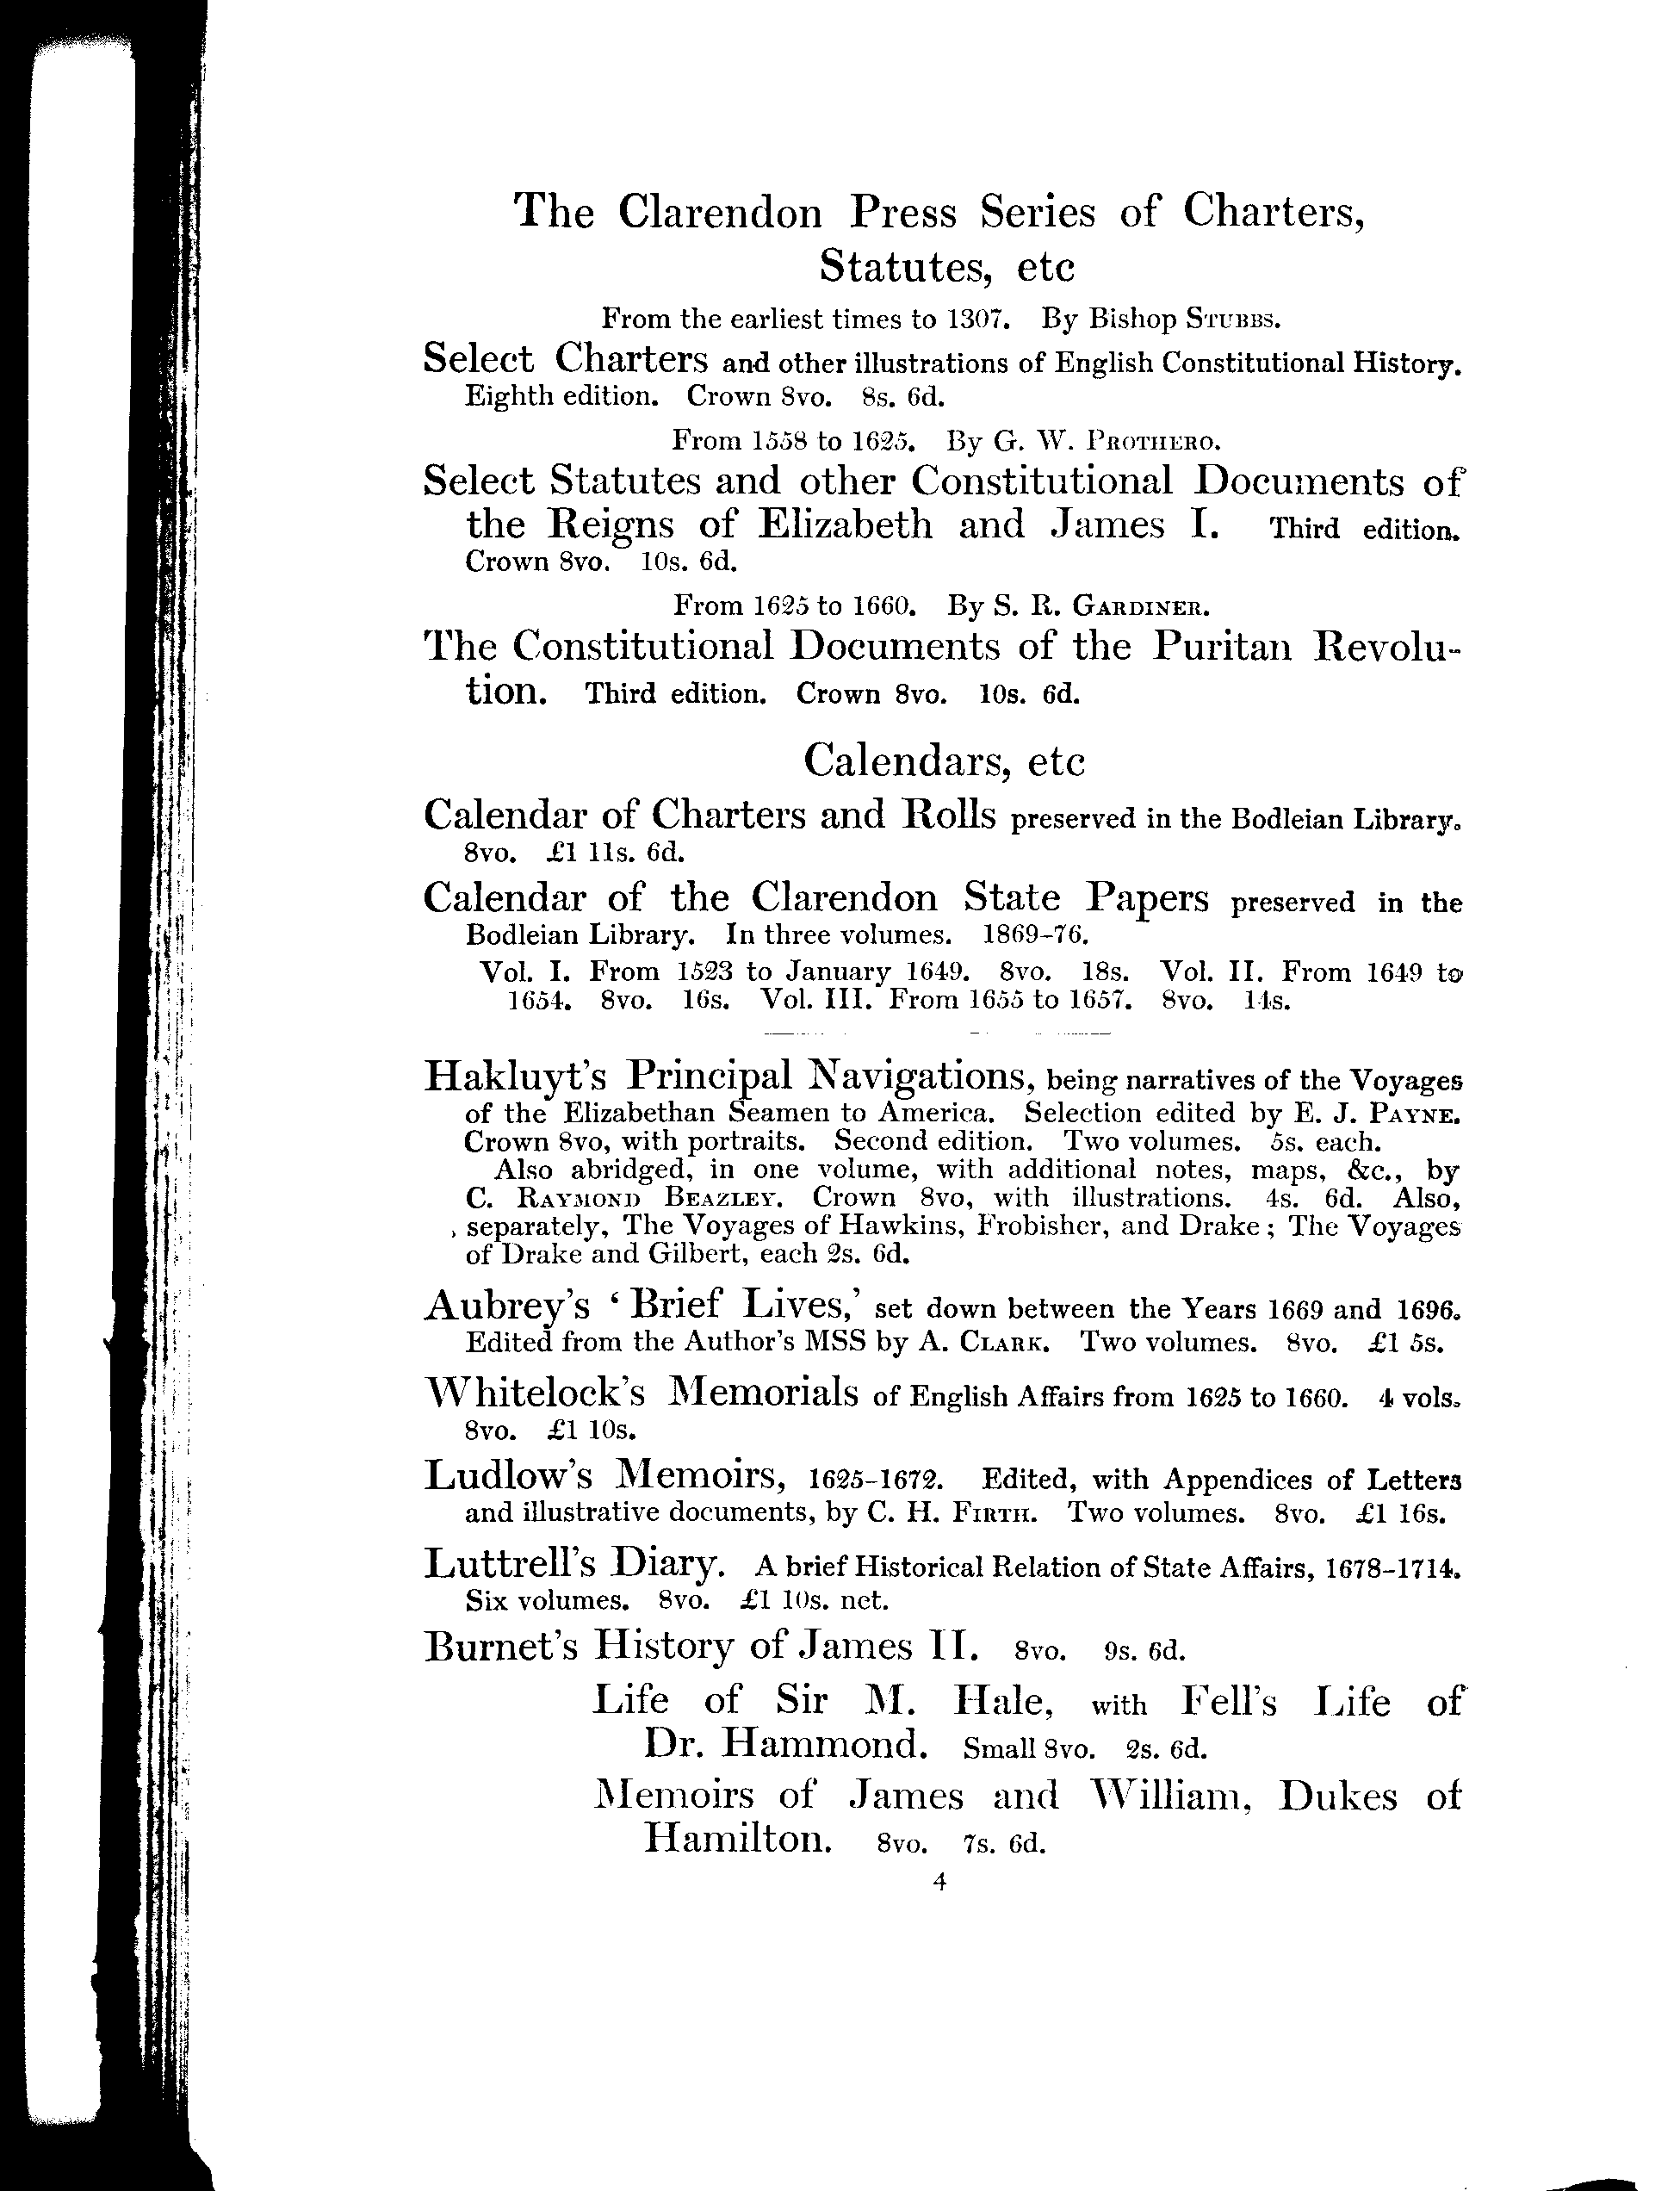 The Clarendon Press Series of Charters,
Statutes, etc
From the earliest times to 1307. By Bishop STUBBS.
Select Charters and other illustrations of English Constitutional History.
Eighth edition. Crown 8vo. 8s. 6d.
From 1558 to 1625. By G. W. PROTHERO.
Select Statutes and other Constitutional Documents of
the Reigns of Elizabeth and James I. Third edition.
Crown 8vo. 10s. 6d.
From 1625 to 1660. By S. R. GARDINER.
The Constitutional Documents of the Puritan Revolu-
tion. Third edition. Crown 8vo. 10s. 6d.
Calendars, etc
Calendar of Charters and Rolls preserved in the Bodleian Library.
8vo. £1 11s. 6d.
Calendar of the Clarendon State Papers preserved in the
Bodleian Library. In three volumes. 1869–76.
Vol. I. From 1523 to January 1649. 8vo. 18s. Vol. II. From 1649 to
1654. 8vo. 16s. Vol. III. From 1655 to 1657. 8vo. 14s.
Hakluyt's Principal Navigations, being narratives of the Voyages
of the Elizabethan Seamen to America. Selection edited by E. J. PAYNE.
Crown 8vo, with portraits. Second edition. Two volumes. 5s. each.
Also abridged, in one volume, with additional notes, maps, &c., by
C. RAYMOND BEAZLEY. Crown 8vo, with illustrations. 4s. 6d. Also,
separately, The Voyages of Hawkins, Frobisher, and Drake; The Voyages
of Drake and Gilbert, each 2s. 6d.
Aubrey's ‘Brief Lives,’ set down between the Years 1669 and 1696.
Edited from the Author's MSS by A. CLARK. Two volumes. 8vo. £1 5s.
Whitelock's Memorials of English Affairs from 1625 to 1660. 4 vols.
8vo. £1 10s.
Ludlow's Memoirs, 1625–1672. Edited, with Appendices of Letters
and illustrative documents, by C. H. FIRTH. Two volumes. 8vo. £1 16s.
Luttrell's Diary. A brief Historical Relation of State Affairs, 1678–1714.
Six volumes. 8vo. £1 10s. net.
Burnet's History of James II. 8vo. 9s. 6d.
Life of Sir M. Hale, with Fell's Life of
Dr. Hammond. Small 8vo. 2s. 6d.
Memoirs of James and William, Dukes of
Hamilton. 8vo. 7s. 6d.
4